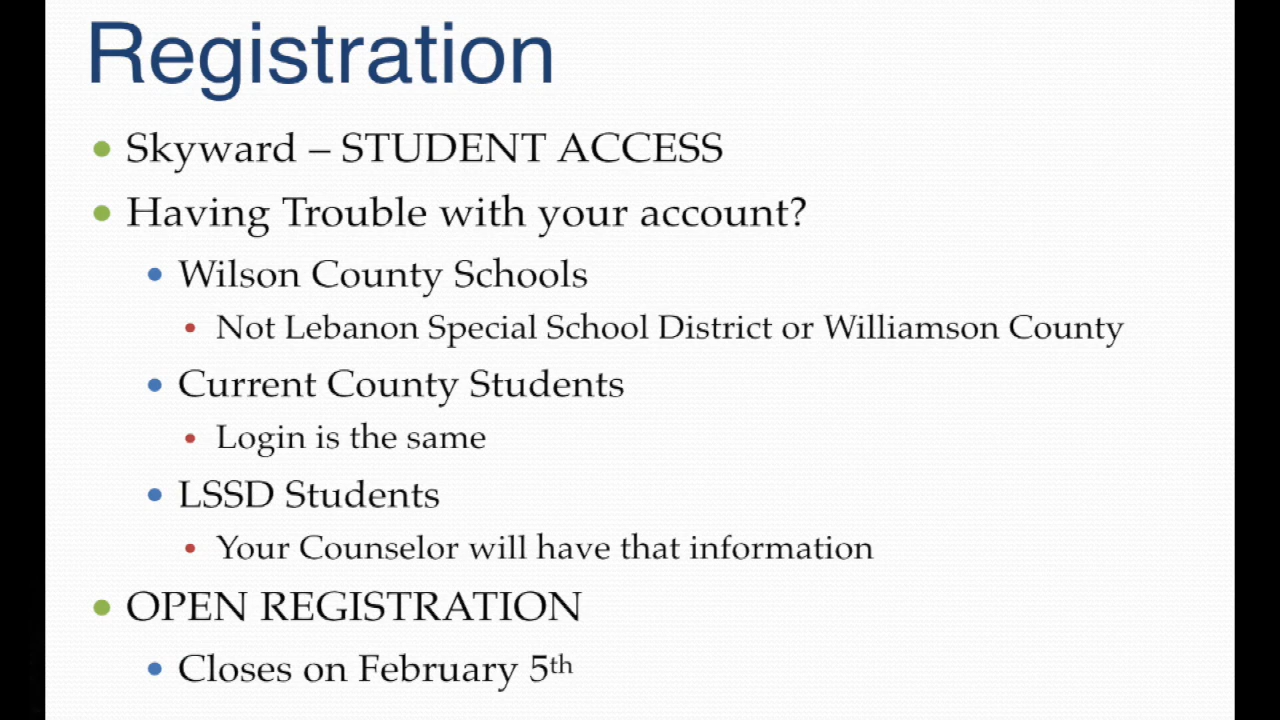 Registration
Skyward – STUDENT ACCESS
Having Trouble with your account?
Wilson County Schools
Not Lebanon Special School District or Williamson County
Current County Students
Login is the same
LSSD Students
Your Counselor will have that information
OPEN REGISTRATION
Closes on February 5th